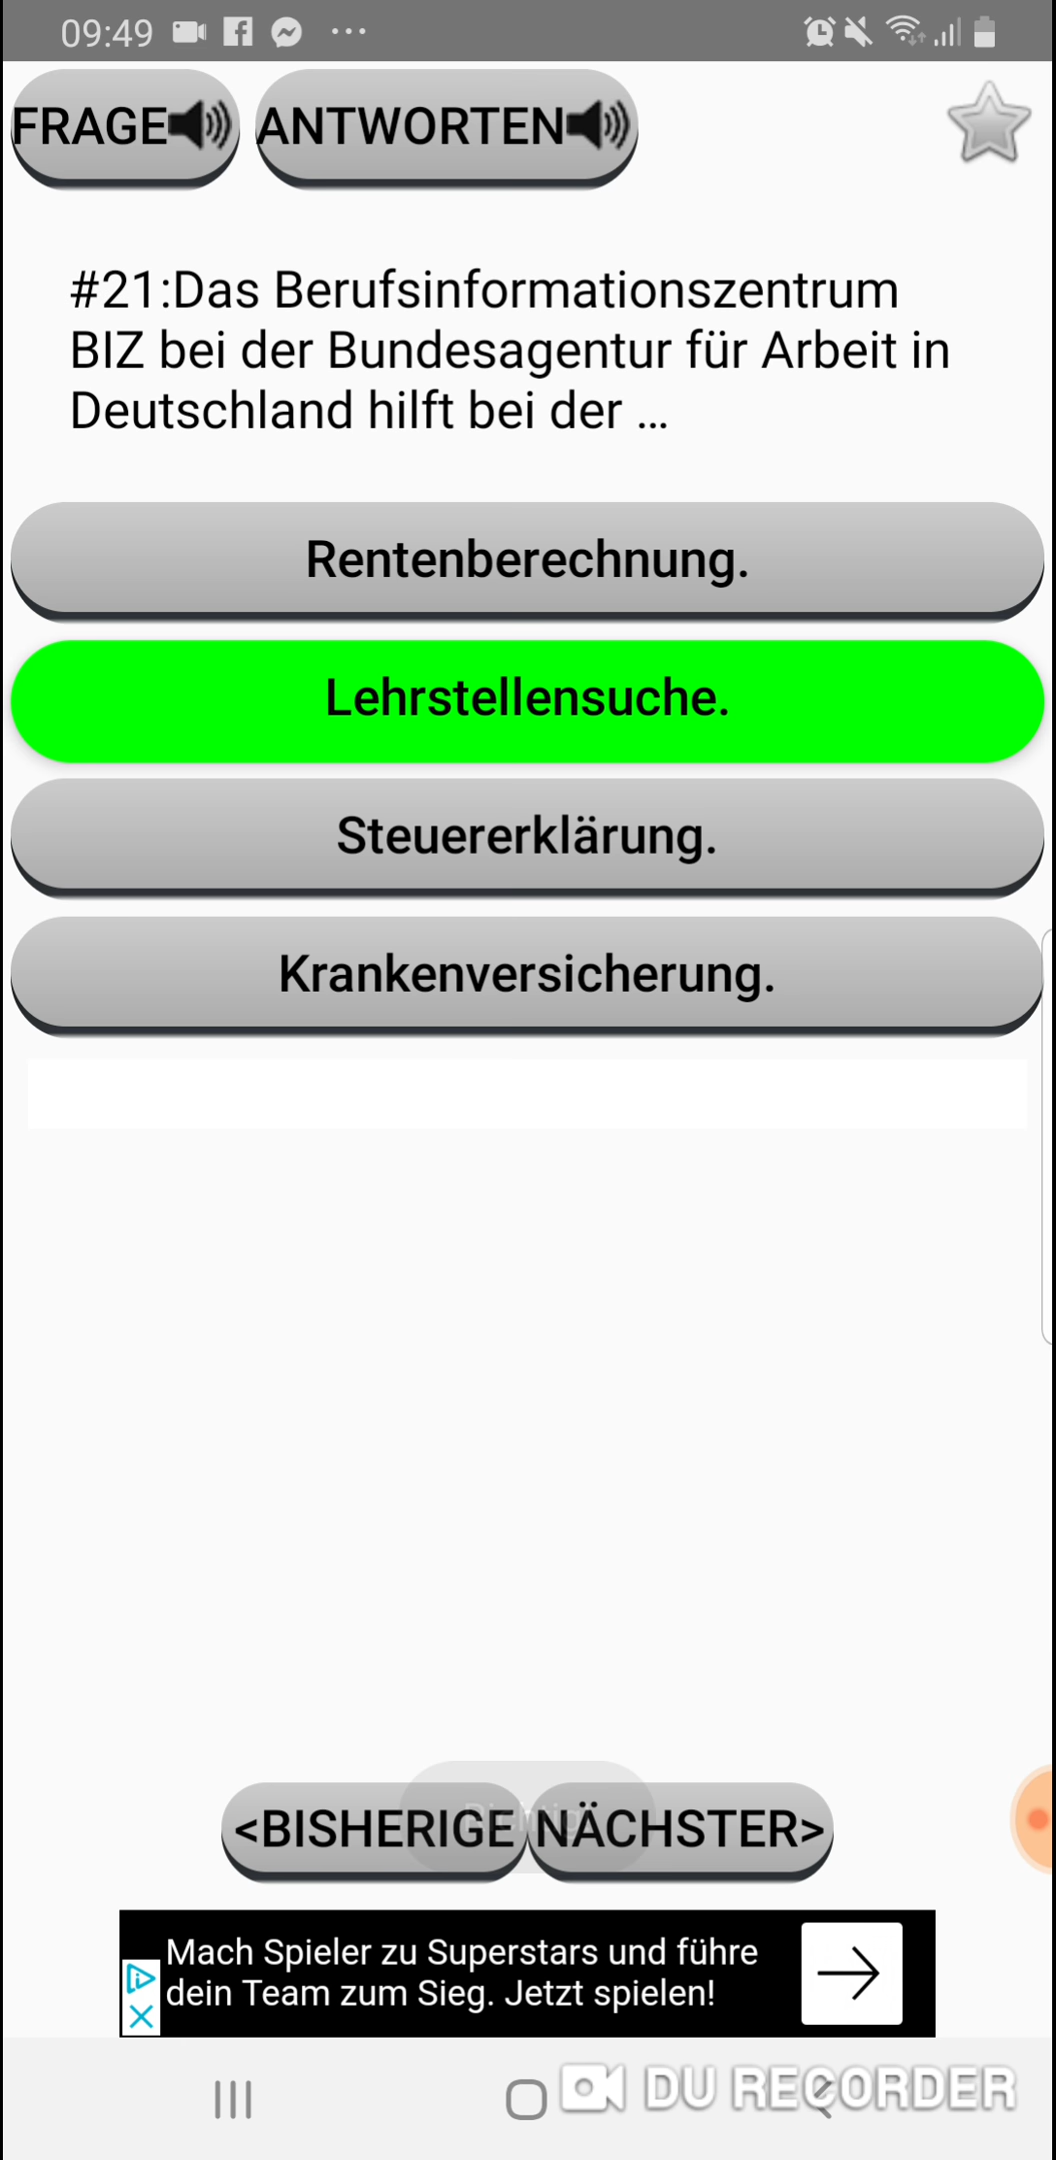 09:49
FRAGE ANTWORTEN
#21:Das Berufsinformationszentrum
BIZ bei der Bundesagentur für Arbeit in
Deutschland hilft bei der ...
Rentenberechnung.
Lehrstellensuche.
Steuererklärung.
Krankenversicherung.
<BISHERIGE NÄCHSTER>
Mach Spieler zu Superstars und führe
dein Team zum Sieg. Jetzt spielen!
DU RECORDER